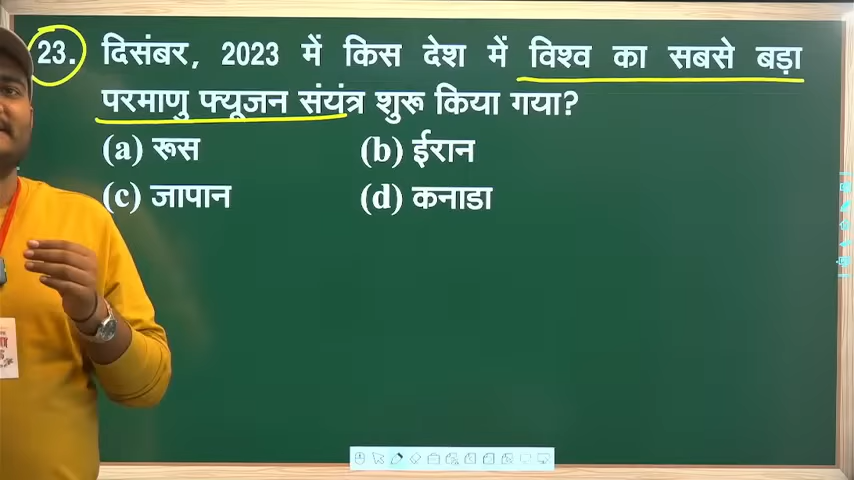 23. दिसंबर, 2023 में किस देश में विश्व का सबसे बड़ा
परमाणु फ्यूजन संयंत्र शुरू किया गया?
(a) रूस (b) ईरान
(c) जापान (d) कनाडा